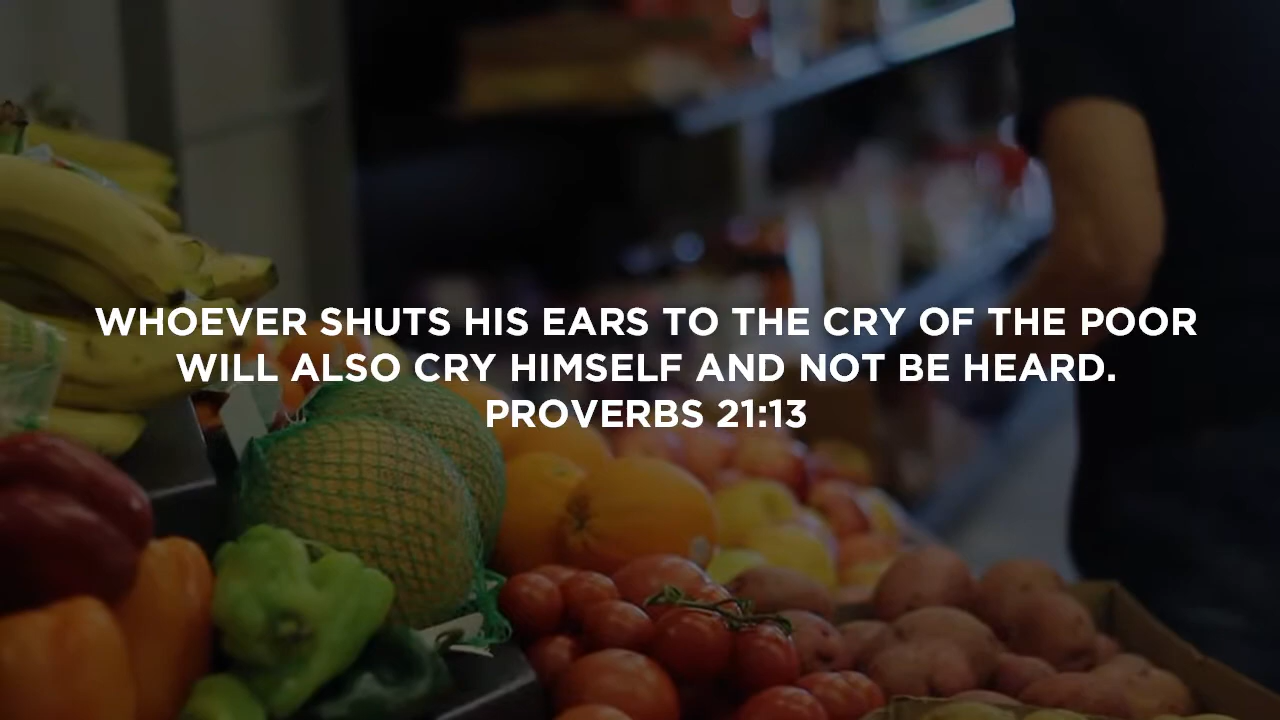 WHOEVER SHUTS HIS EARS TO THE CRY OF THE POOR
WILL ALSO CRY HIMSELF AND NOT BE HEARD.
PROVERBS 21:13